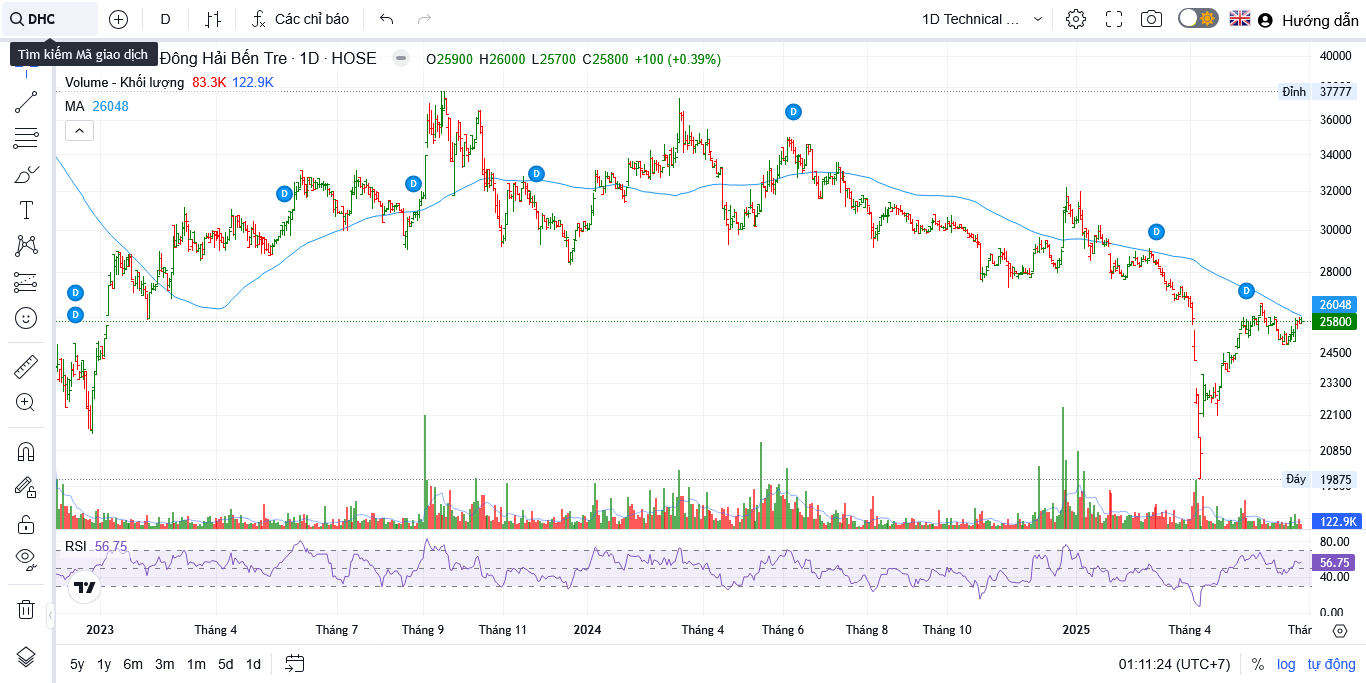 DHC
D
Các chỉ báo
1D Technical ...
Hướng dẫn
Tìm kiếm Mã giao dịch
Đông Hải Bến Tre · 1D · HOSE
O25900 H26000 L25700 C25800 +100 (+0.39%)
Volume - Khối lượng 83.3K 122.9K
MA 26048
40000
Đỉnh 37777
36000
34000
32000
30000
28000
26048
25800
24500
23300
22100
20850
Đáy 19875
122.9K
D
D
D
D
D
D
D
D
RSI 56.75
80.00
56.75
40.00
0.00
2023 Tháng 4 Tháng 7 Tháng 9 Tháng 11 2024 Tháng 4 Tháng 6 Tháng 8 Tháng 10 2025 Tháng 4 Thár
5y 1y 6m 3m 1m 5d 1d
01:11:24 (UTC+7) % log tự động